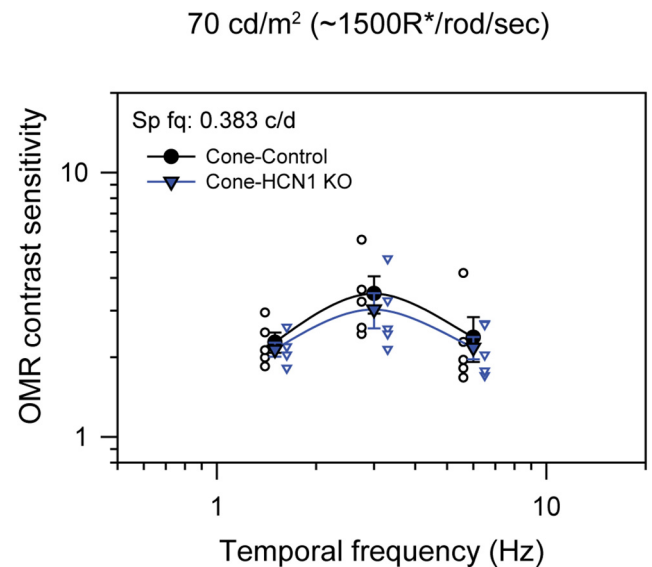 70 cd/m² (~1500R*/rod/sec)
Sp fq: 0.383 c/d
Cone-Control
Cone-HCN1 KO
OMR contrast sensitivity
10
1
1
10
Temporal frequency (Hz)